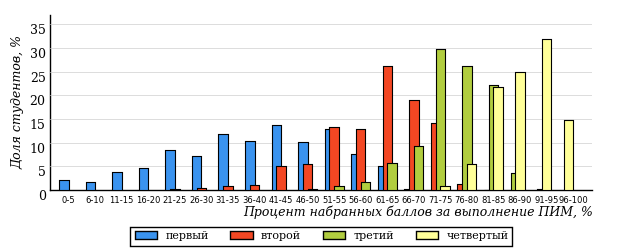 Доля студентов, %
35
30
25
20
15
10
5
0
0-5 6-10 11-15 16-20 21-25 26-30 31-35 36-40 41-45 46-50 51-55 56-60 61-65 66-70 71-75 76-80 81-85 86-90 91-95 96-100
Процент набранных баллов за выполнение ПИМ, %
первый второй третий четвертый